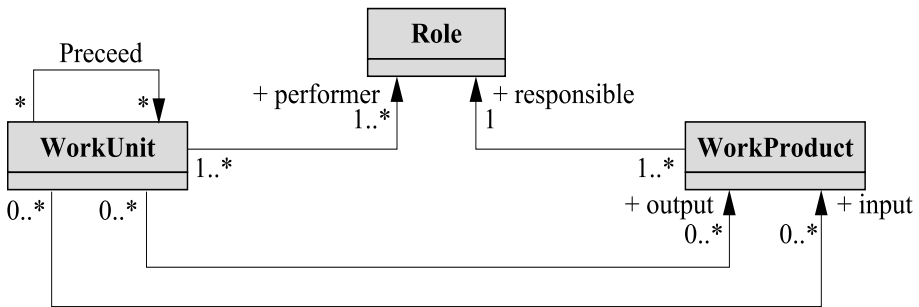 Role
Preceed
+ performer
+ responsible
* *
1..* 1
WorkUnit
WorkProduct
1..* 1..*
0..* 0..*
+ output + input
0..* 0..*